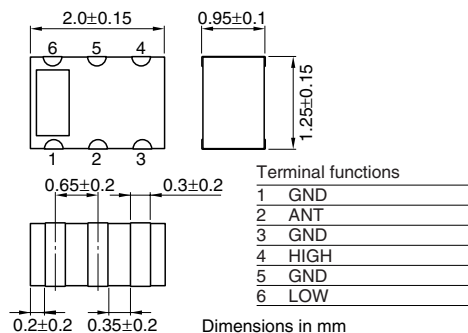 2.0±0.15
0.95±0.1
6 5 4
1.25±0.15
1 2 3
0.65±0.2
0.3±0.2
0.2±0.2
0.35±0.2
Terminal functions
1 GND
2 ANT
3 GND
4 HIGH
5 GND
6 LOW
Dimensions in mm